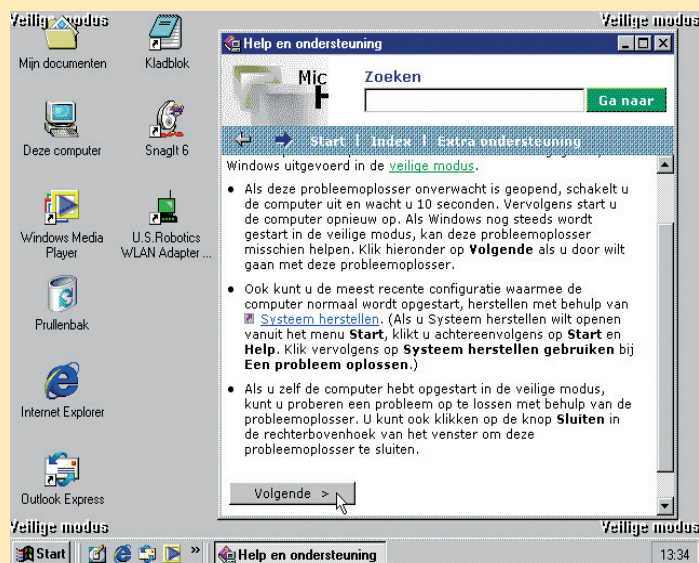 Veilige modus
Veilige modus
Mijn documenten
Kladblok
Deze computer
SnagIt 6
Windows Media
Player
U.S.Robotics
WLAN Adapter ...
Prullenbak
Internet Explorer
Outlook Express
Help en ondersteuning
Mic
H
Zoeken
Ga naar
Start | Index | Extra ondersteuning
Windows uitgevoerd in de veilige modus.
• Als deze probleemoplosser onverwacht is geopend, schakelt u
de computer uit en wacht u 10 seconden. Vervolgens start u
de computer opnieuw op. Als Windows nog steeds wordt
gestart in de veilige modus, kan deze probleemoplosser
misschien helpen. Klik hieronder op Volgende als u door wilt
gaan met deze probleemoplosser.
• Ook kunt u de meest recente configuratie waarmee de
computer normaal wordt opgestart, herstellen met behulp van
Systeem herstellen. (Als u Systeem herstellen wilt openen
vanuit het menu Start, klikt u achtereenvolgens op Start en
Help. Klik vervolgens op Systeem herstellen gebruiken bij
Een probleem oplossen.)
• Als u zelf de computer hebt opgestart in de veilige modus,
kunt u proberen een probleem op te lossen met behulp van de
probleemoplosser. U kunt ook klikken op de knop Sluiten in
de rechterbovenhoek van het venster om deze
probleemoplosser te sluiten.
Volgende >
Veilige modus
Veilige modus
Start
»
Help en ondersteuning
13:34